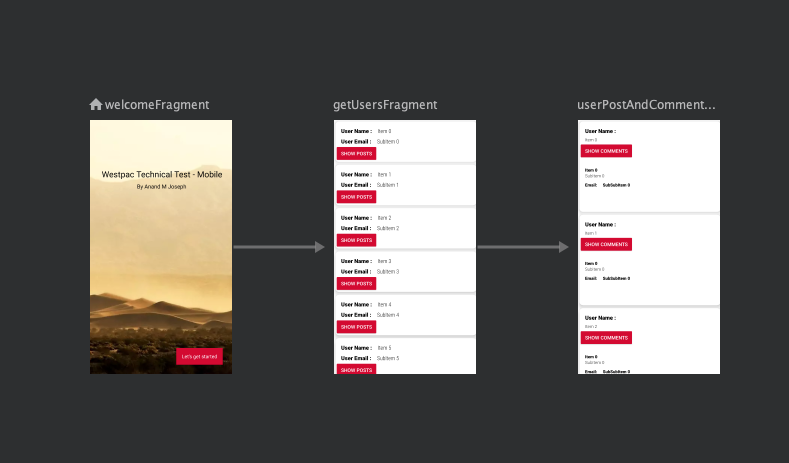 welcomeFragment
Westpac Technical Test - Mobile
By Anand M Joseph
Let's get started
getUsersFragment
User Name : Item 0
User Email : SubItem 0
SHOW POSTS
User Name : Item 1
User Email : SubItem 1
SHOW POSTS
User Name : Item 2
User Email : SubItem 2
SHOW POSTS
User Name : Item 3
User Email : SubItem 3
SHOW POSTS
User Name : Item 4
User Email : SubItem 4
SHOW POSTS
User Name : Item 5
User Email : SubItem 5
SHOW POSTS
userPostAndComment...
User Name :
Item 0
SHOW COMMENTS
Item 0
SubItem 0
Email: SubSubItem 0
User Name :
Item 1
SHOW COMMENTS
Item 0
SubItem 0
Email: SubSubItem 0
User Name :
Item 2
SHOW COMMENTS
Item 0
SubItem 0
Email: SubSubItem 0